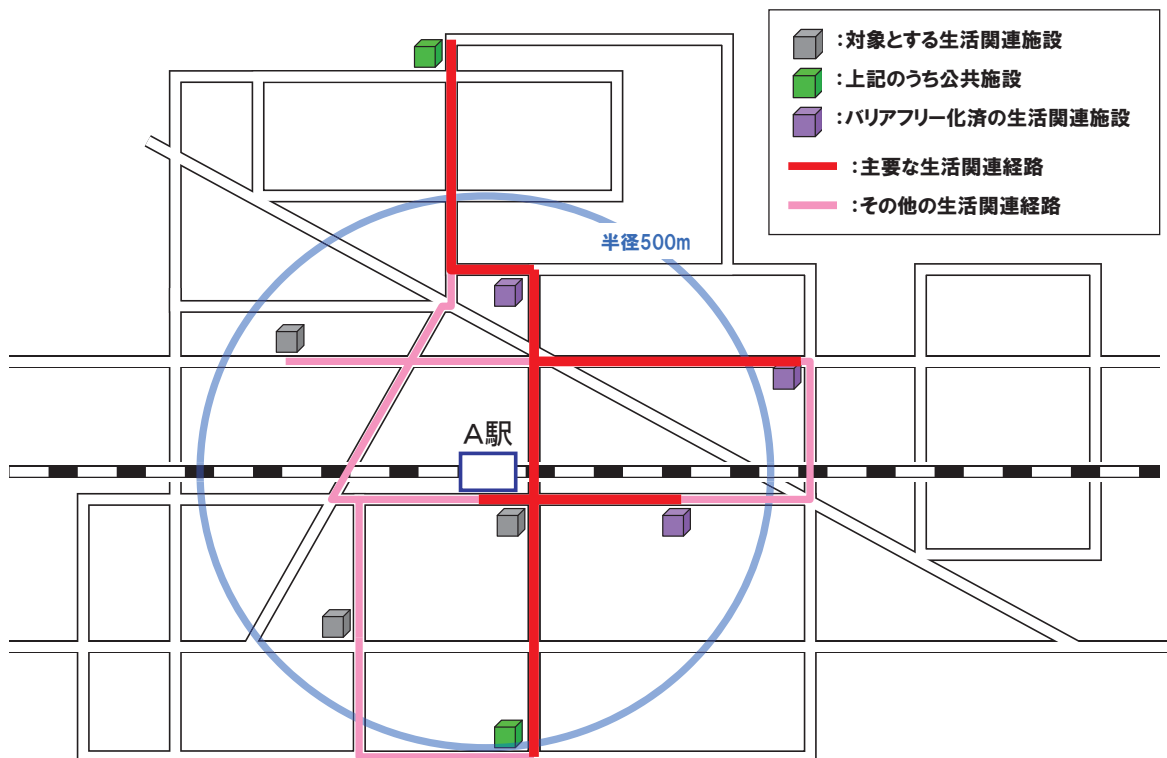 :対象とする生活関連施設
:上記のうち公共施設
:バリアフリー化済の生活関連施設
:主要な生活関連経路
:その他の生活関連経路
半径500m
A駅